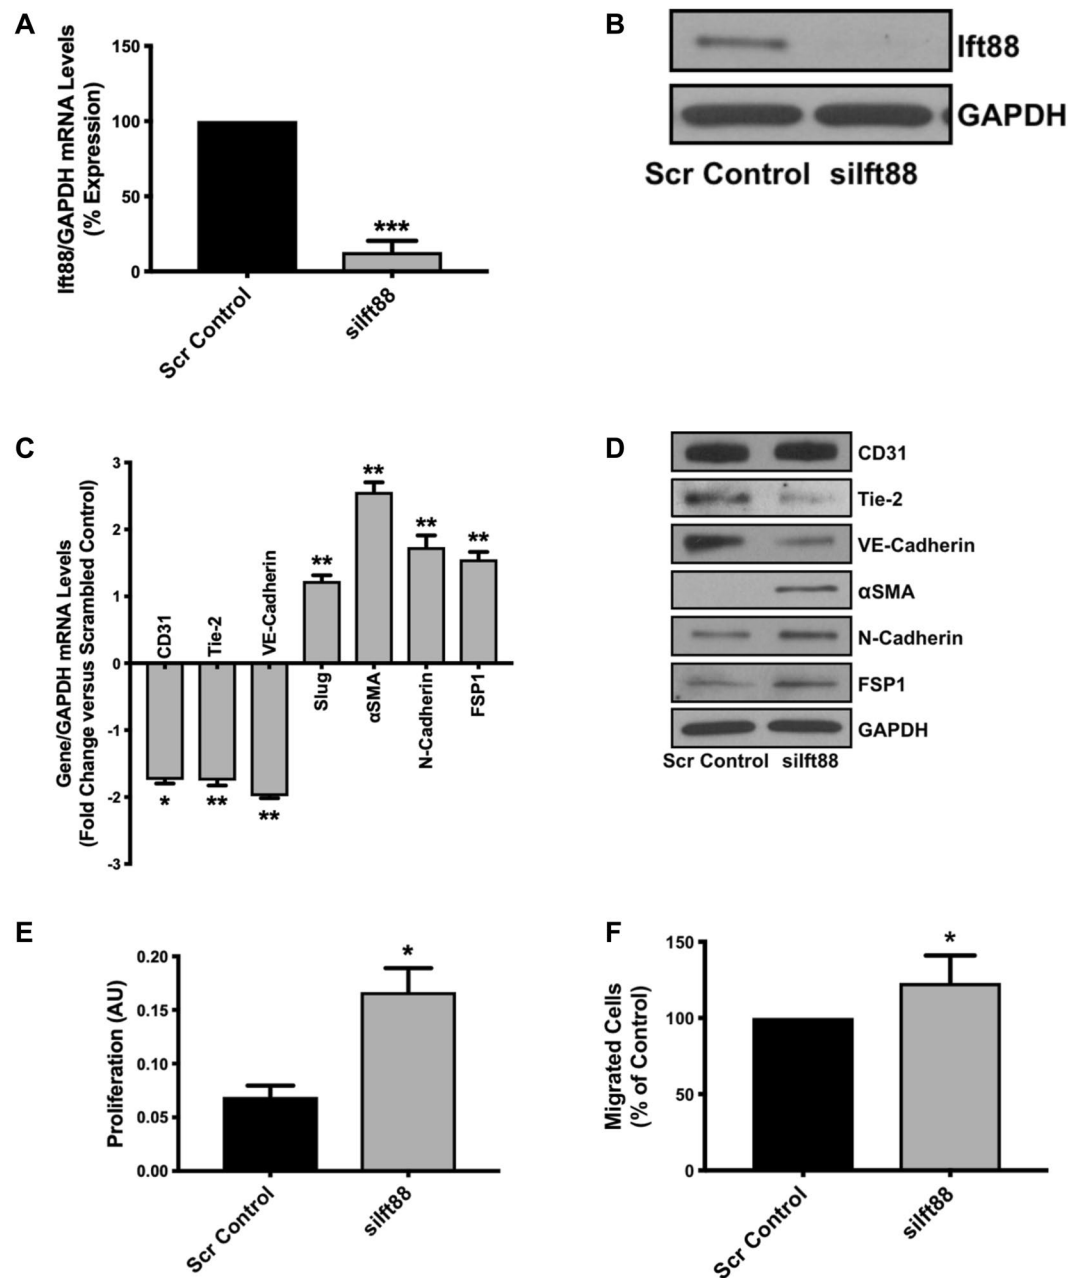 A
Ift88/GAPDH mRNA Levels
(% Expression)
150
100
50
0
***
Scr Control
siIft88
B
Ift88
GAPDH
Scr Control siIft88
C
Gene/GAPDH mRNA Levels
(Fold Change versus Scrambled Control)
3
2
1
0
-1
-2
-3
CD31
Tie-2
VE-Cadherin
Slug
αSMA
N-Cadherin
FSP1
*
**
**
**
**
**
**
D
CD31
Tie-2
VE-Cadherin
αSMA
N-Cadherin
FSP1
GAPDH
Scr Control siIft88
E
Proliferation (AU)
0.20
0.15
0.10
0.05
0.00
*
Scr Control
siIft88
F
Migrated Cells
(% of Control)
150
100
50
0
*
Scr Control
siIft88